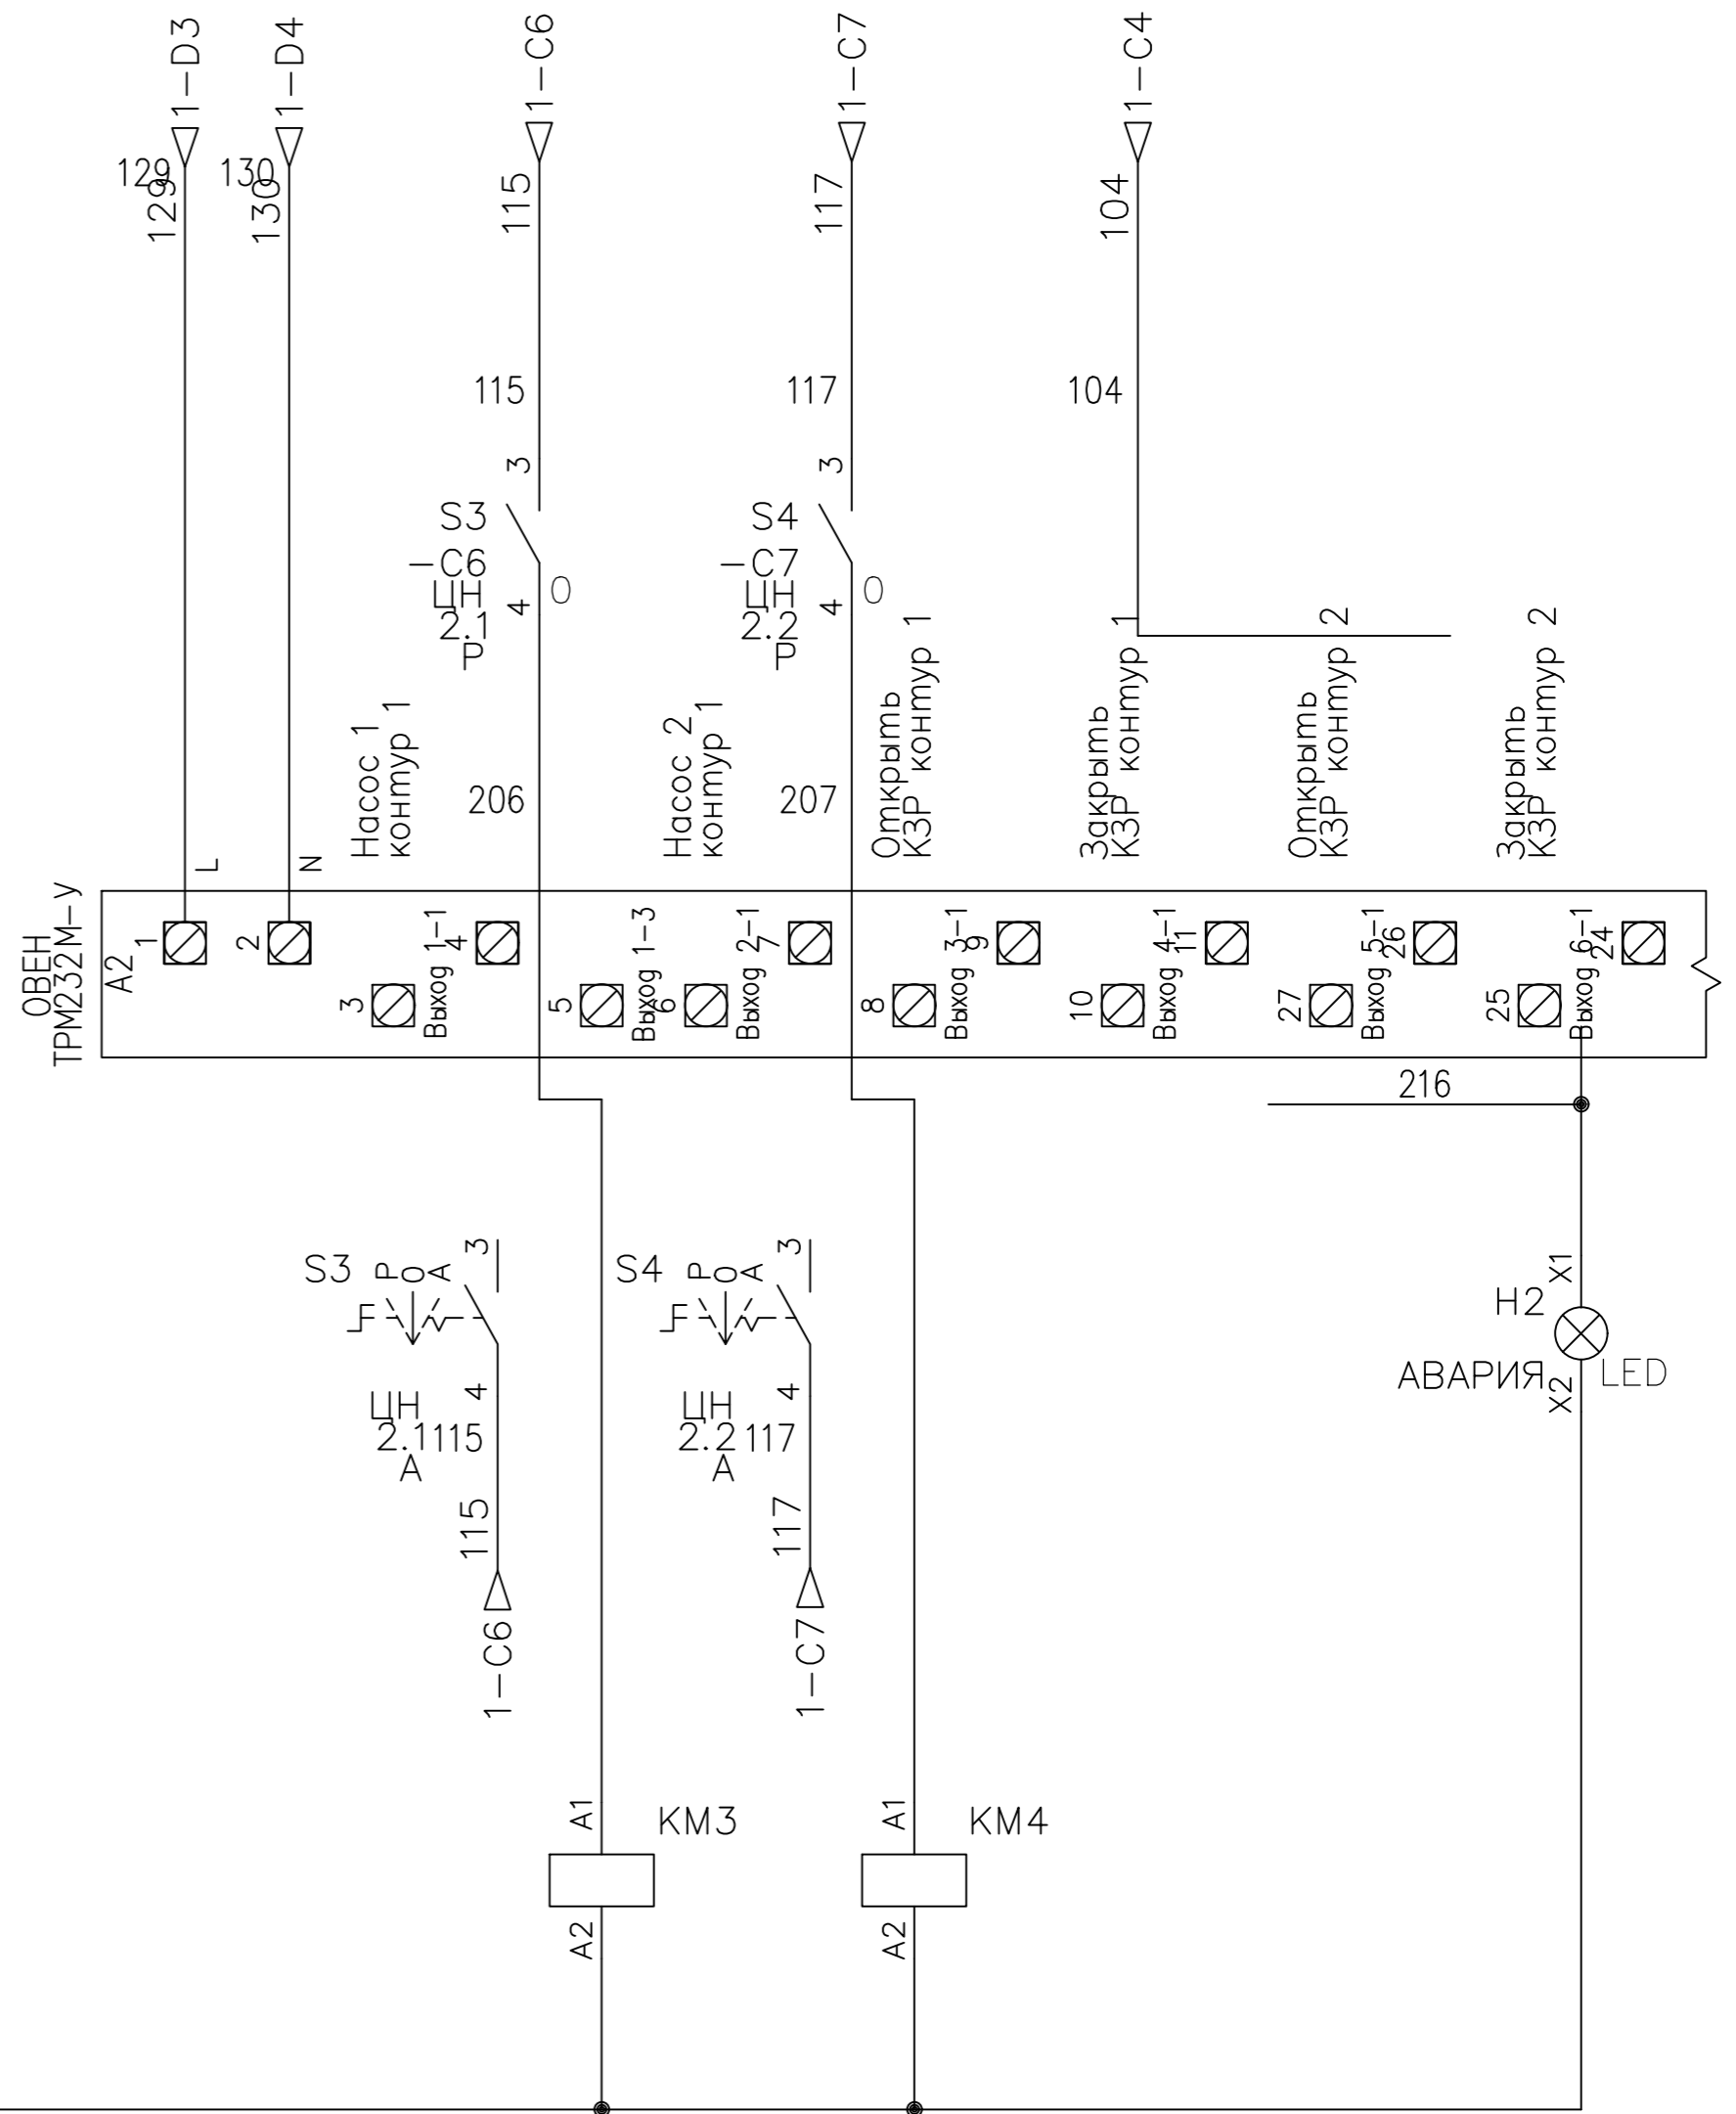 1-D3
1-D4
1-C6
1-C7
1-C4
129
129
130
130
115
117
104
115
117
104
3
3
S3
-C6
ЦН
2.1
Р
4
0
S4
-C7
ЦН
2.2
Р
4
0
L
N
Насос 1
контур 1
206
Насос 2
контур 1
207
Открыть
КЗР контур 1
Закрыть
КЗР контур 1
Открыть
КЗР контур 2
Закрыть
КЗР контур 2
ОВЕН
ТРМ232М-У
А2
1
2
3
Выход 1-1
4
5
Выход 1-3
6
Выход 2-1
7
8
Выход 3-1
9
10
Выход 4-1
11
27
Выход 5-1
26
25
Выход 6-1
24
216
S3
Р
0
А
3
S4
Р
0
А
3
X1
H2
АВАРИЯ
LED
X2
ЦН
2.1
А
4
115
ЦН
2.2
А
4
117
115
117
1-C6
1-C7
A1
KM3
A1
KM4
A2
A2